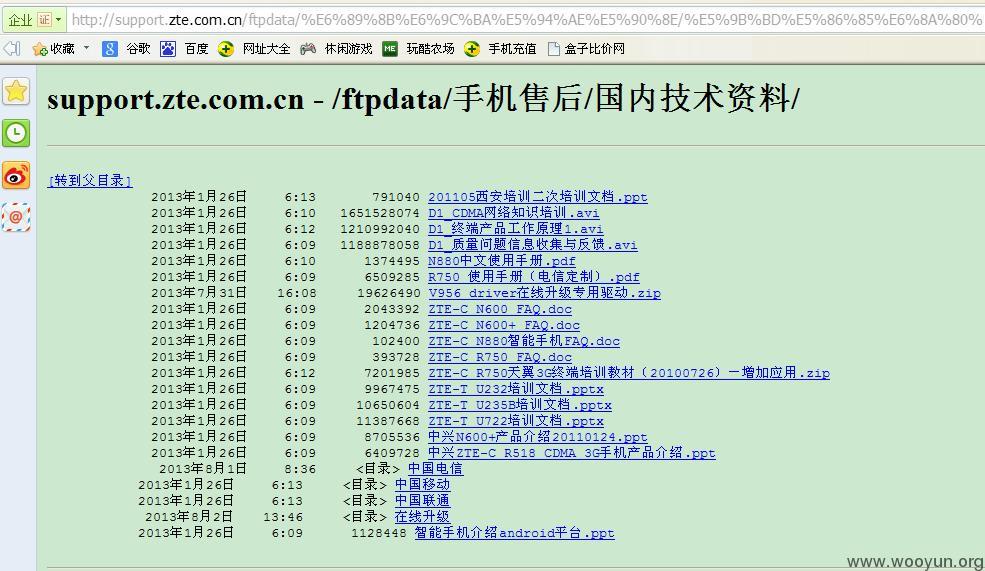 企业 证 http://support.zte.com.cn/ftpdata/%E6%89%8B%E6%9C%BA%E5%94%AE%E5%90%8E/%E5%9B%BD%E5%86%85%E6%8A%80%
收藏 谷歌 百度 网址大全 休闲游戏 ME 玩酷农场 手机充值 盒子比价网
support.zte.com.cn - /ftpdata/手机售后/国内技术资料/
[转到父目录]
2013年1月26日 6:13 791040 201105西安培训二次培训文档.ppt
2013年1月26日 6:10 1651528074 D1_CDMA网络知识培训.avi
2013年1月26日 6:12 1210992040 D1_终端产品工作原理1.avi
2013年1月26日 6:09 1188878058 D1_质量问题信息收集与反馈.avi
2013年1月26日 6:10 1374495 N880中文使用手册.pdf
2013年1月26日 6:09 6509285 R750 使用手册（电信定制）.pdf
2013年7月31日 16:08 19626490 V956 driver在线升级专用驱动.zip
2013年1月26日 6:09 2043392 ZTE-C N600 FAQ.doc
2013年1月26日 6:09 1204736 ZTE-C N600+ FAQ.doc
2013年1月26日 6:09 102400 ZTE-C N880智能手机FAQ.doc
2013年1月26日 6:09 393728 ZTE-C R750 FAQ.doc
2013年1月26日 6:12 7201985 ZTE-C R750天翼3G终端培训教材（20100726）－增加应用.zip
2013年1月26日 6:09 9967475 ZTE-T U232培训文档.pptx
2013年1月26日 6:09 10650604 ZTE-T U235B培训文档.pptx
2013年1月26日 6:09 11387668 ZTE-T U722培训文档.pptx
2013年1月26日 6:09 8705536 中兴N600+产品介绍20110124.ppt
2013年1月26日 6:09 6409728 中兴ZTE-C R518 CDMA 3G手机产品介绍.ppt
2013年8月1日 8:36 <目录> 中国电信
2013年1月26日 6:13 <目录> 中国移动
2013年1月26日 6:13 <目录> 中国联通
2013年8月2日 13:46 <目录> 在线升级
2013年1月26日 6:09 1128448 智能手机介绍android平台.ppt
www.wooyun.org